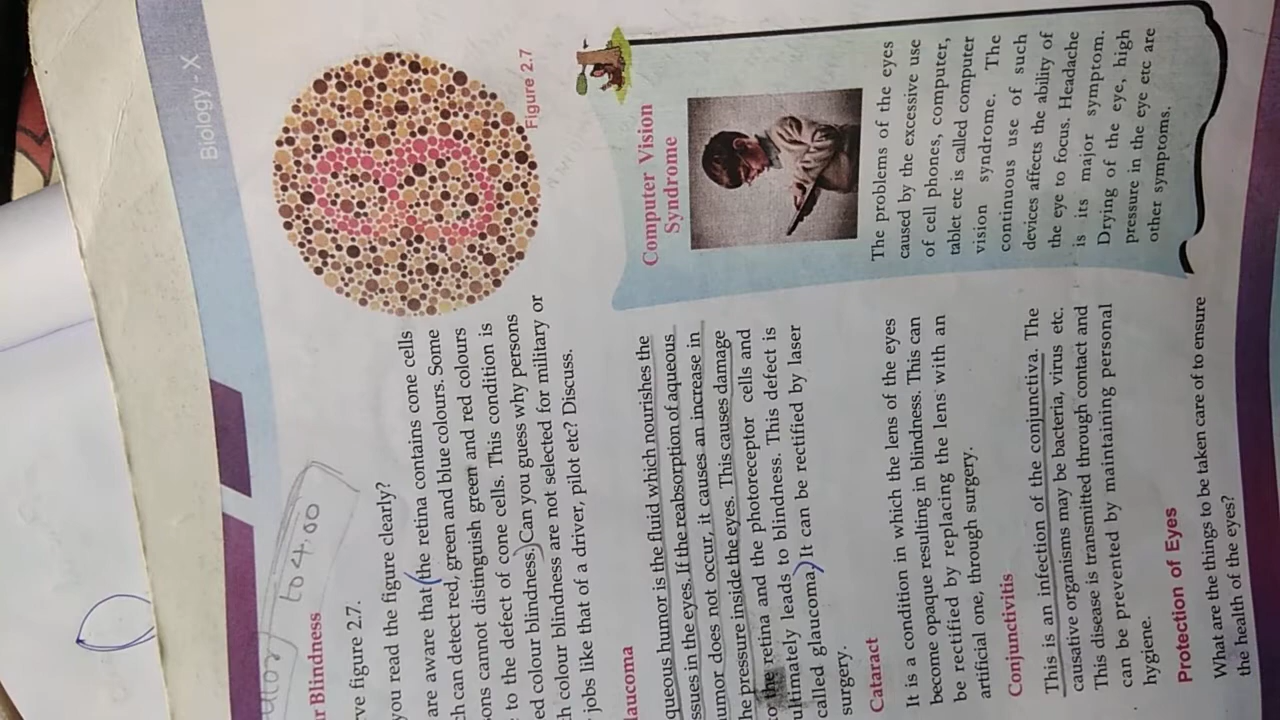 Biology - X
to 4.00
r Blindness
ve figure 2.7.
you read the figure clearly?
are aware that (the retina contains cone cells
ch can detect red, green and blue colours. Some
ons cannot distinguish green and red colours
to the defect of cone cells. This condition is
ed colour blindness.) Can you guess why persons
h colour blindness are not selected for military or
jobs like that of a driver, pilot etc? Discuss.
Figure 2.7
laucoma
queous humor is the fluid which nourishes the
ssues in the eyes. If the reabsorption of aqueous
umor does not occur, it causes an increase in
he pressure inside the eyes. This causes damage
to the retina and the photoreceptor cells and
ultimately leads to blindness. This defect is
called glaucoma.) It can be rectified by laser
surgery.
Cataract
It is a condition in which the lens of the eyes
become opaque resulting in blindness. This can
be rectified by replacing the lens with an
artificial one, through surgery.
Conjunctivitis
This is an infection of the conjunctiva. The
causative organisms may be bacteria, virus etc.
This disease is transmitted through contact and
can be prevented by maintaining personal
hygiene.
Protection of Eyes
What are the things to be taken care of to ensure
the health of the eyes?
Computer Vision
Syndrome
The problems of the eyes
caused by the excessive use
of cell phones, computer,
tablet etc is called computer
vision syndrome. The
continuous use of such
devices affects the ability of
the eye to focus. Headache
is its major symptom.
Drying of the eye, high
pressure in the eye etc are
other symptoms.